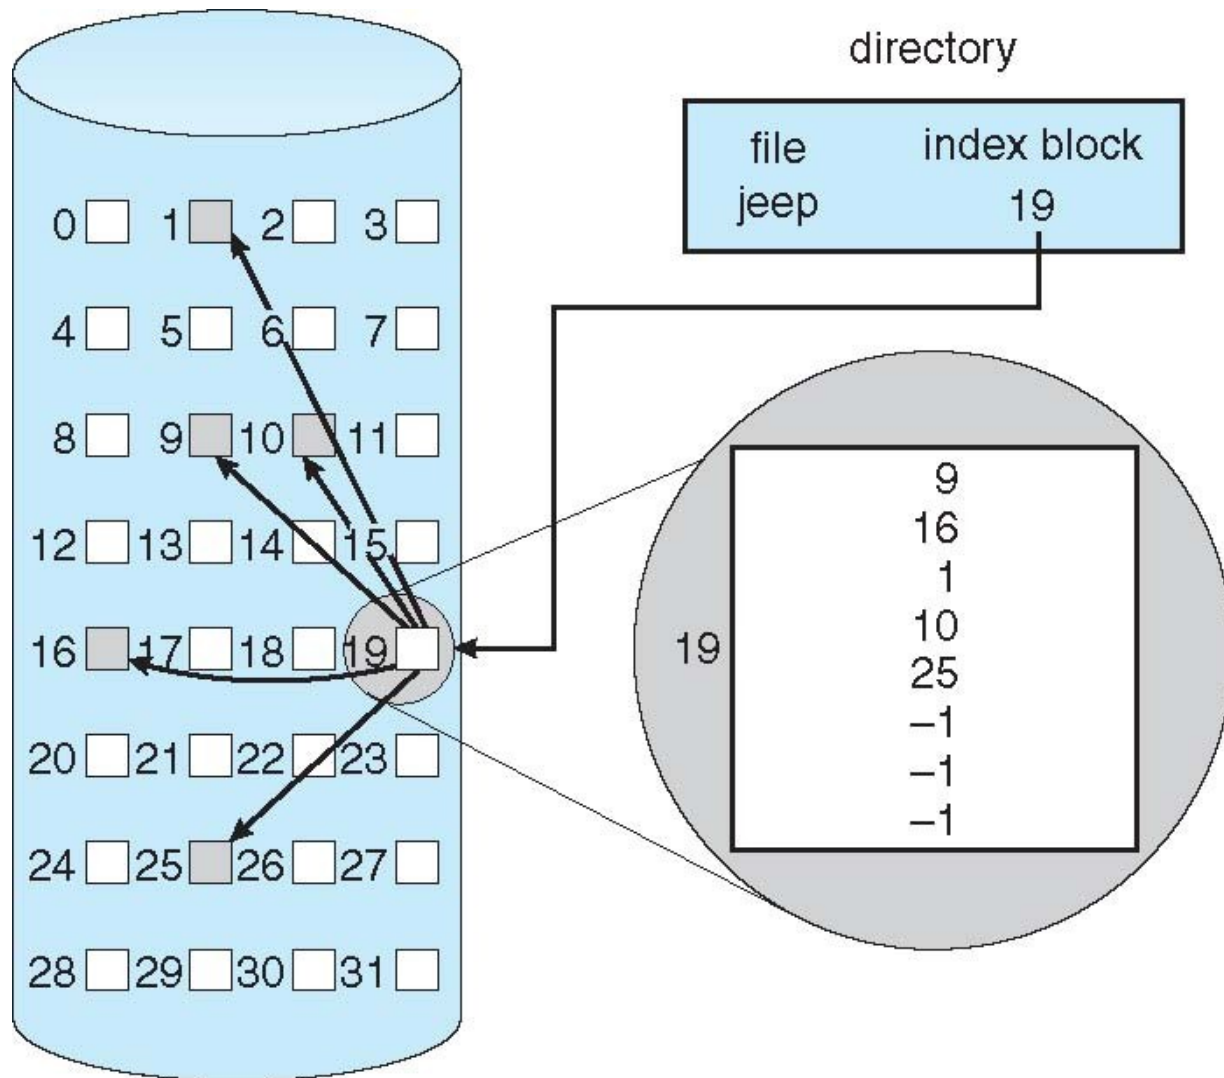 directory
file index block
jeep 19
0 1 2 3
4 5 6 7
8 9 10 11
12 13 14 15
16 17 18 19
20 21 22 23
24 25 26 27
28 29 30 31
19
9
16
1
10
25
–1
–1
–1